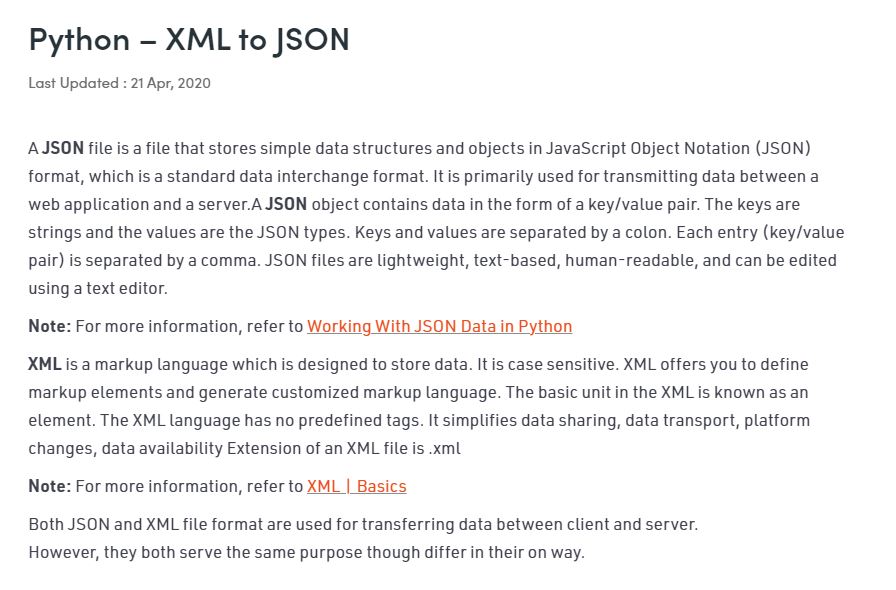 Python – XML to JSON
Last Updated : 21 Apr, 2020
A JSON file is a file that stores simple data structures and objects in JavaScript Object Notation (JSON)
format, which is a standard data interchange format. It is primarily used for transmitting data between a
web application and a server.A JSON object contains data in the form of a key/value pair. The keys are
strings and the values are the JSON types. Keys and values are separated by a colon. Each entry (key/value
pair) is separated by a comma. JSON files are lightweight, text-based, human-readable, and can be edited
using a text editor.
Note: For more information, refer to Working With JSON Data in Python
XML is a markup language which is designed to store data. It is case sensitive. XML offers you to define
markup elements and generate customized markup language. The basic unit in the XML is known as an
element. The XML language has no predefined tags. It simplifies data sharing, data transport, platform
changes, data availability Extension of an XML file is .xml
Note: For more information, refer to XML | Basics
Both JSON and XML file format are used for transferring data between client and server.
However, they both serve the same purpose though differ in their on way.